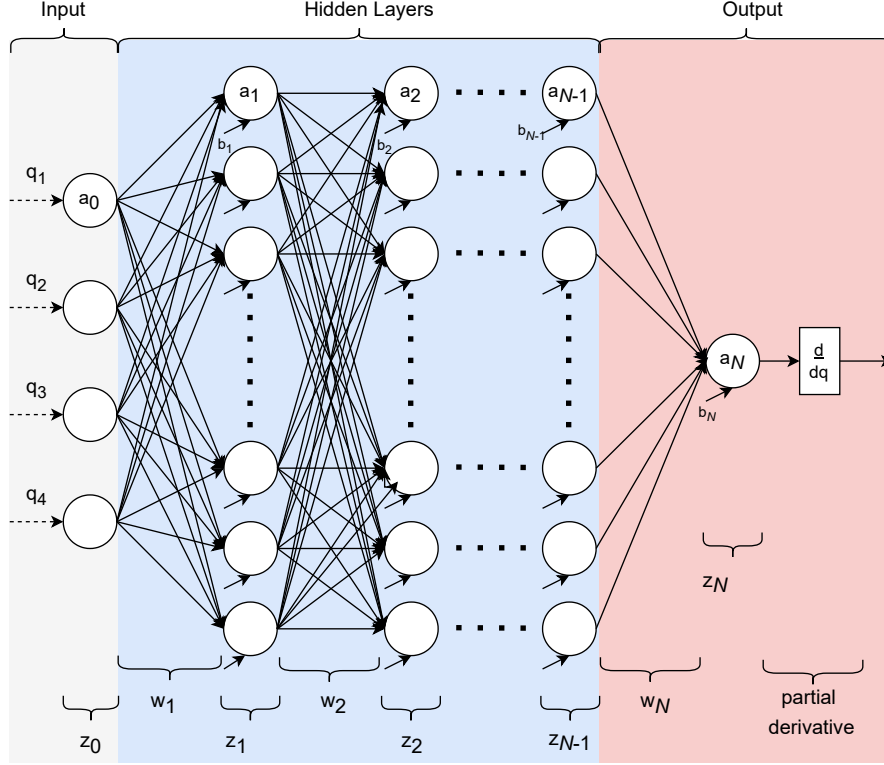 Input
Hidden Layers
Output
a1
a2
aN-1
b1
b2
bN-1
q1
a0
q2
q3
q4
aN
d
dq
bN
zN
w1
w2
wN
z0
z1
z2
zN-1
partial
derivative